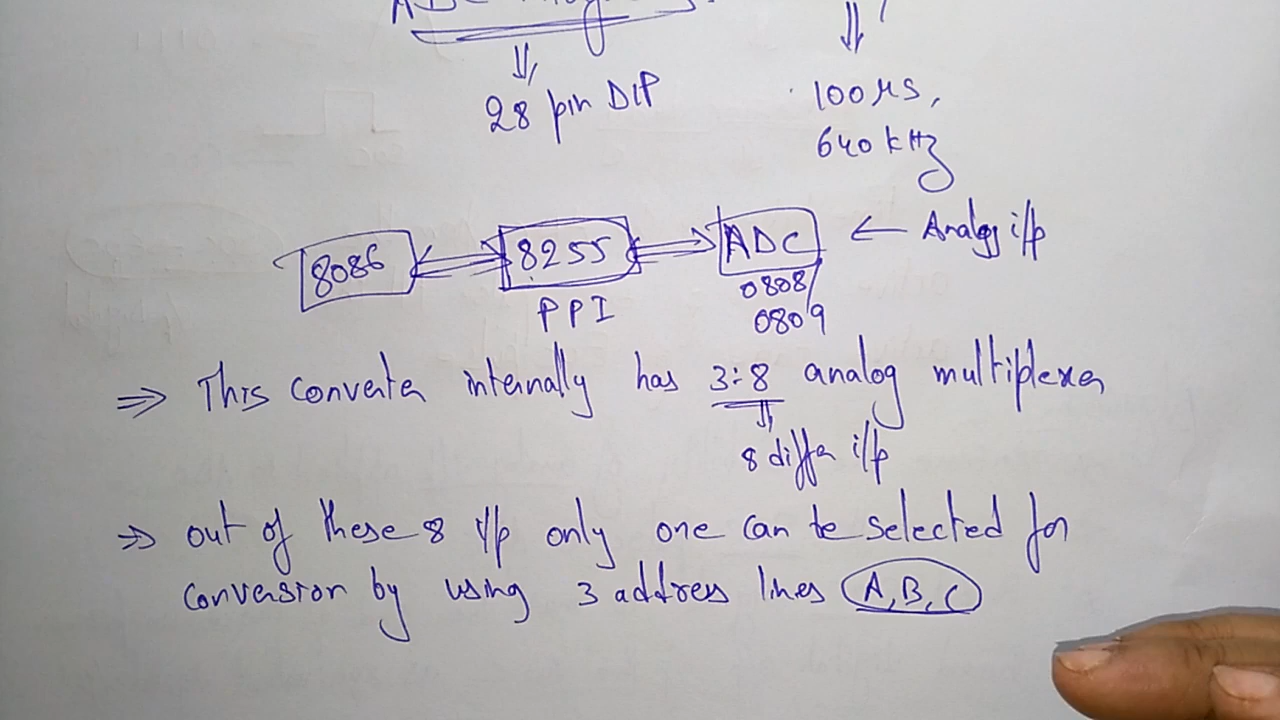 28 pin DIP
100 μs,
640 kHz
8086
8255
ADC
← Analog i/p
PPI
0808/
0809
⇒ This converter internally has 3:8 analog multiplexer
8 differ i/p
⇒ out of these 8 i/p only one can be selected for
conversion by using 3 address lines A, B, C